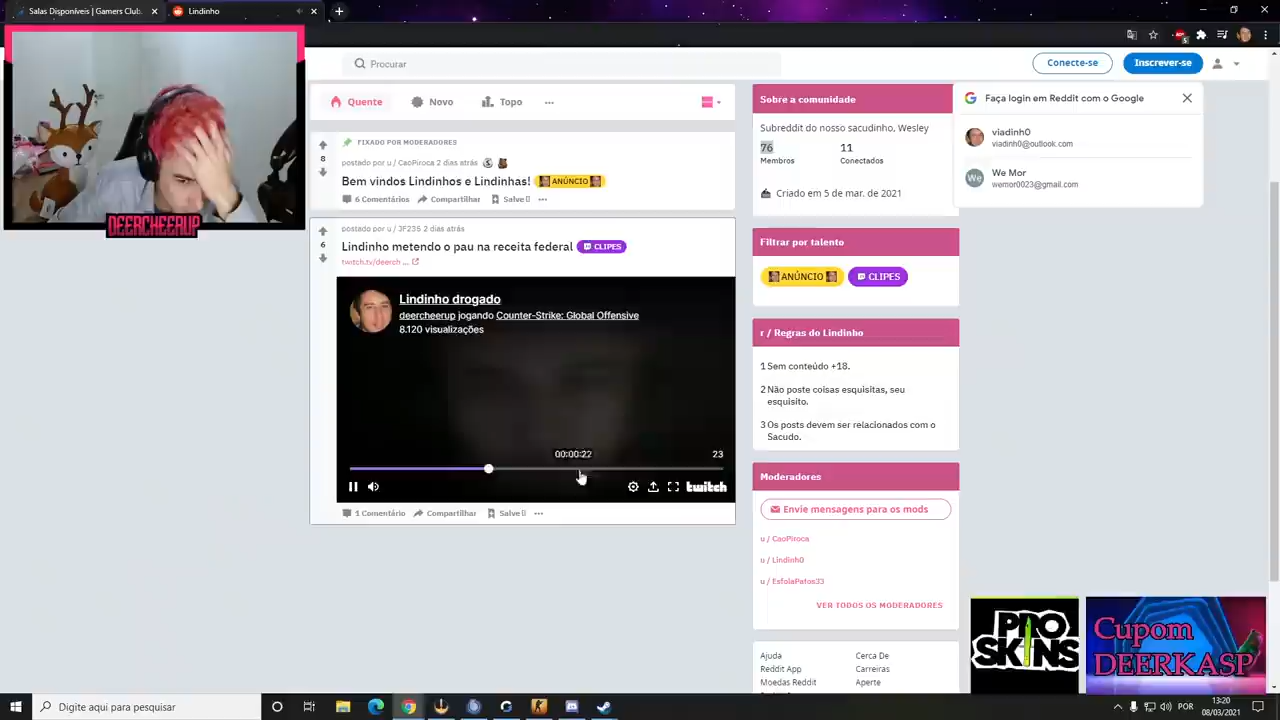 Salas Disponíveis | Gamers Club
Lindinho
Procurar
Conecte-se
Inscrever-se
Quente
Novo
Topo
FIXADO POR MODERADORES
8
postado por u / CaoPiroca 2 dias atrás
Bem vindos Lindinhos e Lindinhas!
ANÚNCIO
6 Comentários
Compartilhar
Salve
postado por u / JF235 2 dias atrás
6
Lindinho metendo o pau na receita federal
CLIPES
twitch.tv/deerch ...
Lindinho drogado
deercheerup jogando Counter-Strike: Global Offensive
8.120 visualizações
00:00:22
23
twitch
1 Comentário
Compartilhar
Salve
DEERCHEERUP
Sobre a comunidade
Subreddit do nosso sacudinho, Wesley
76
11
Membros
Conectados
Criado em 5 de mar. de 2021
Filtrar por talento
ANÚNCIO
CLIPES
r / Regras do Lindinho
1 Sem conteúdo +18.
2 Não poste coisas esquisitas, seu
esquisito.
3 Os posts devem ser relacionados com o
Sacudo.
Moderadores
Envie mensagens para os mods
u / CaoPiroca
u / Lindinh0
u / EsfolaPatos33
VER TODOS OS MODERADORES
Ajuda
Cerca De
Reddit App
Carreiras
Moedas Reddit
Aperte
Faça login em Reddit com o Google
viadinh0
viadinh0@outlook.com
We
We Mor
wemor0023@gmail.com
PRO
SKINS
Cupom
DEERKASP
Digite aqui para pesquisar
POR
13:20
08/03/2021